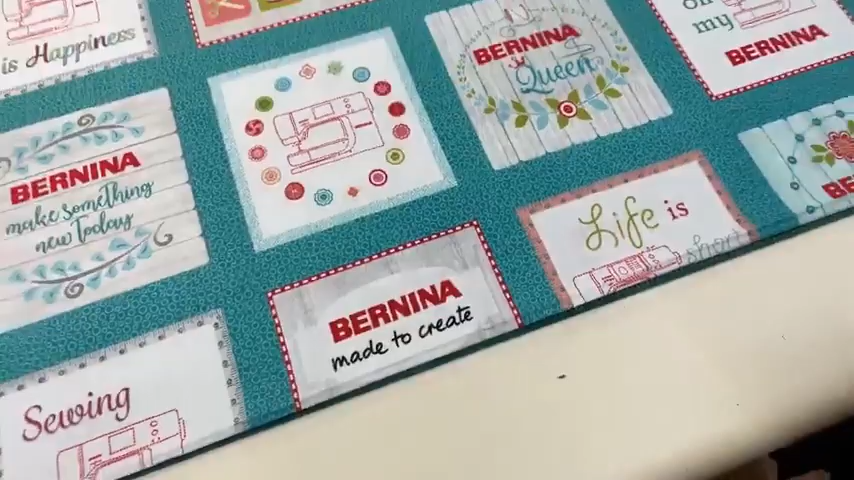 is Happiness
BERNINA
Queen
on
my
BERNINA
BERNINA
make something
new Today
Life is
short
BERNINA
made to create
Sewing